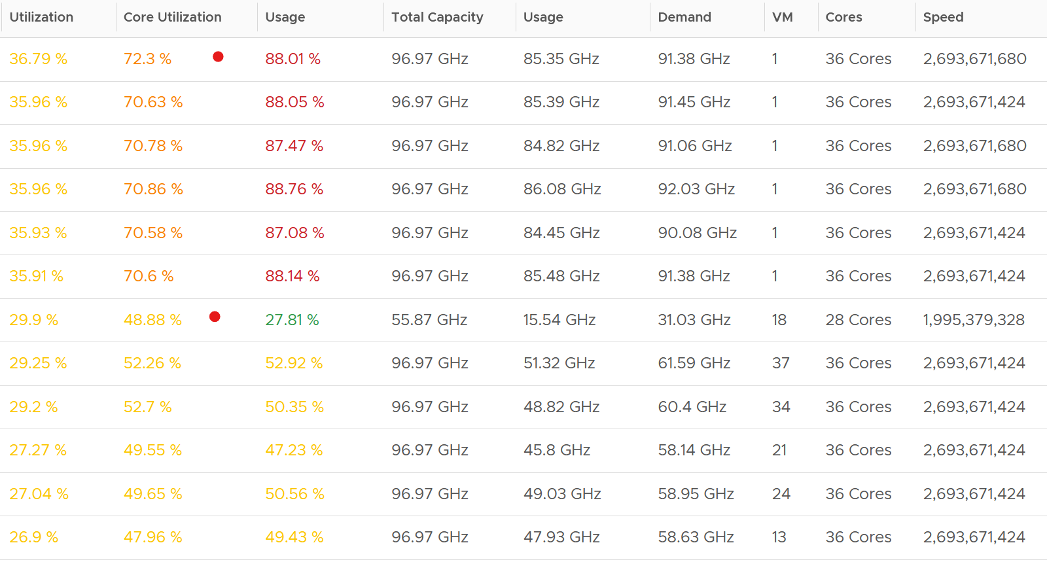 Utilization Core Utilization Usage Total Capacity Usage Demand VM Cores Speed
36.79 % 72.3 % 88.01 % 96.97 GHz 85.35 GHz 91.38 GHz 1 36 Cores 2,693,671,680
35.96 % 70.63 % 88.05 % 96.97 GHz 85.39 GHz 91.45 GHz 1 36 Cores 2,693,671,424
35.96 % 70.78 % 87.47 % 96.97 GHz 84.82 GHz 91.06 GHz 1 36 Cores 2,693,671,680
35.96 % 70.86 % 88.76 % 96.97 GHz 86.08 GHz 92.03 GHz 1 36 Cores 2,693,671,680
35.93 % 70.58 % 87.08 % 96.97 GHz 84.45 GHz 90.08 GHz 1 36 Cores 2,693,671,424
35.91 % 70.6 % 88.14 % 96.97 GHz 85.48 GHz 91.38 GHz 1 36 Cores 2,693,671,424
29.9 % 48.88 % 27.81 % 55.87 GHz 15.54 GHz 31.03 GHz 18 28 Cores 1,995,379,328
29.25 % 52.26 % 52.92 % 96.97 GHz 51.32 GHz 61.59 GHz 37 36 Cores 2,693,671,424
29.2 % 52.7 % 50.35 % 96.97 GHz 48.82 GHz 60.4 GHz 34 36 Cores 2,693,671,424
27.27 % 49.55 % 47.23 % 96.97 GHz 45.8 GHz 58.14 GHz 21 36 Cores 2,693,671,424
27.04 % 49.65 % 50.56 % 96.97 GHz 49.03 GHz 58.95 GHz 24 36 Cores 2,693,671,424
26.9 % 47.96 % 49.43 % 96.97 GHz 47.93 GHz 58.63 GHz 13 36 Cores 2,693,671,424